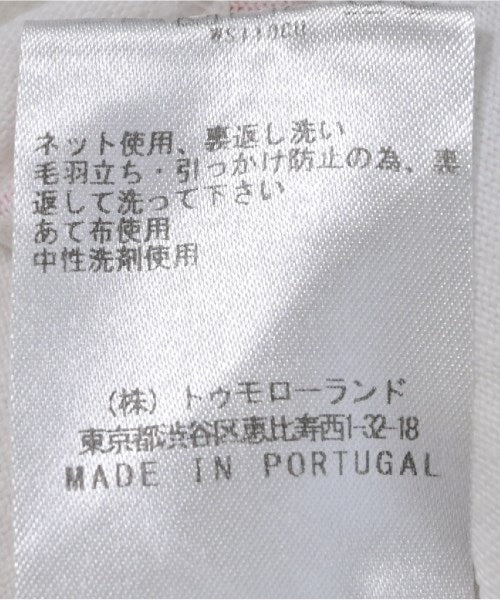 ネット使用、裏返し洗い
毛羽立ち・引っかけ防止の為、裏
返して洗って下さい
あて布使用
中性洗剤使用
(株) トゥモローランド
東京都渋谷区恵比寿西1-32-18
MADE IN PORTUGAL